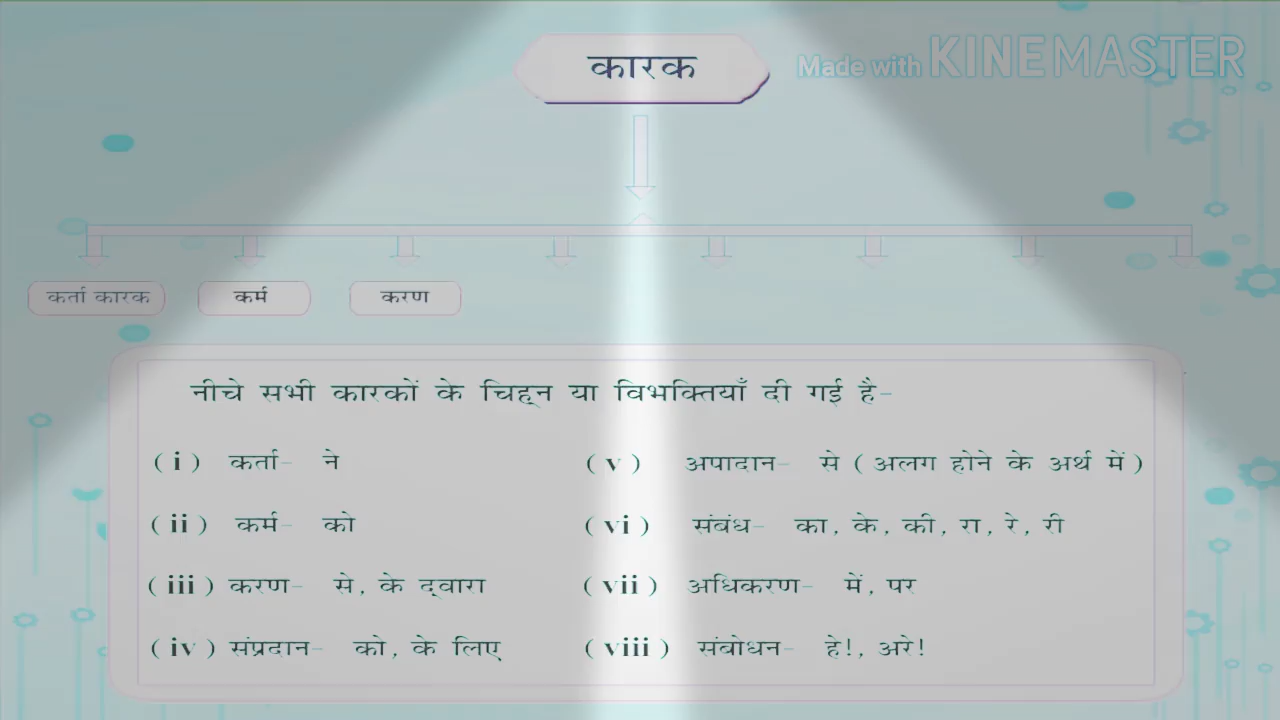 कारक
Made with KINEMASTER
कर्ता कारक कर्म करण
नीचे सभी कारकों के चिह्न या विभक्तियाँ दी गई है-
(i) कर्ता- ने (v) अपादान- से (अलग होने के अर्थ में)
(ii) कर्म- को (vi) संबंध- का, के, की, रा, रे, री
(iii) करण- से, के द्वारा (vii) अधिकरण- में, पर
(iv) संप्रदान- को, के लिए (viii) संबोधन- हे!, अरे!